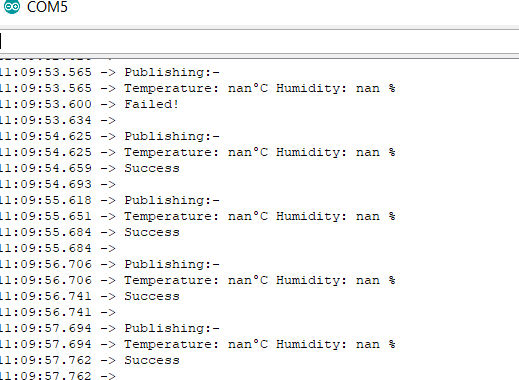 COM5
11:09:53.565 -> Publishing:-
11:09:53.565 -> Temperature: nan°C Humidity: nan %
11:09:53.600 -> Failed!
11:09:53.634 ->
11:09:54.625 -> Publishing:-
11:09:54.625 -> Temperature: nan°C Humidity: nan %
11:09:54.659 -> Success
11:09:54.693 ->
11:09:55.618 -> Publishing:-
11:09:55.651 -> Temperature: nan°C Humidity: nan %
11:09:55.684 -> Success
11:09:55.684 ->
11:09:56.706 -> Publishing:-
11:09:56.706 -> Temperature: nan°C Humidity: nan %
11:09:56.741 -> Success
11:09:56.741 ->
11:09:57.694 -> Publishing:-
11:09:57.694 -> Temperature: nan°C Humidity: nan %
11:09:57.762 -> Success
11:09:57.762 ->